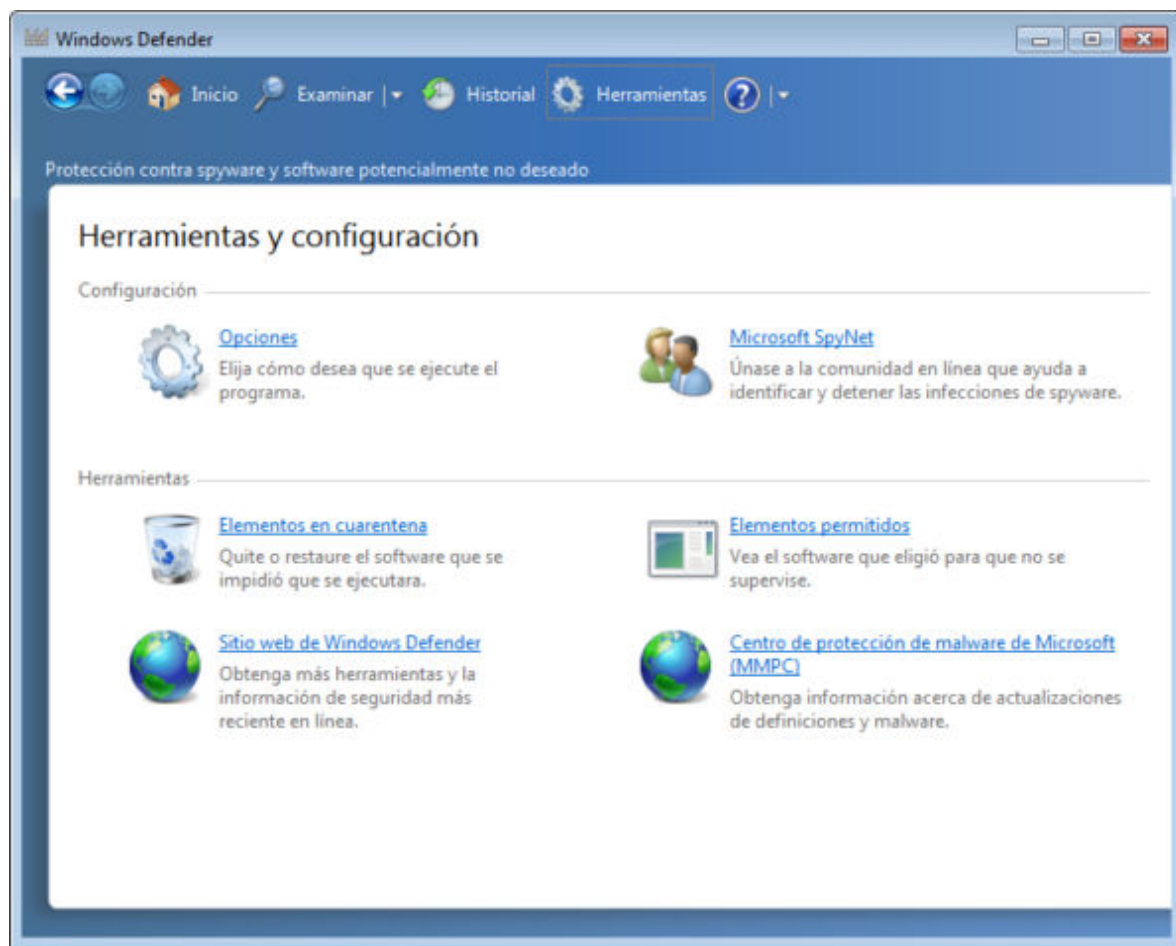 Windows Defender
Inicio Examinar Historial Herramientas
Protección contra spyware y software potencialmente no deseado
Herramientas y configuración
Configuración
Opciones
Elija cómo desea que se ejecute el
programa.
Microsoft SpyNet
Únase a la comunidad en línea que ayuda a
identificar y detener las infecciones de spyware.
Herramientas
Elementos en cuarentena
Quite o restaure el software que se
impidió que se ejecutara.
Elementos permitidos
Vea el software que eligió para que no se
supervise.
Sitio web de Windows Defender
Obtenga más herramientas y la
información de seguridad más
reciente en línea.
Centro de protección de malware de Microsoft
(MMPC)
Obtenga información acerca de actualizaciones
de definiciones y malware.